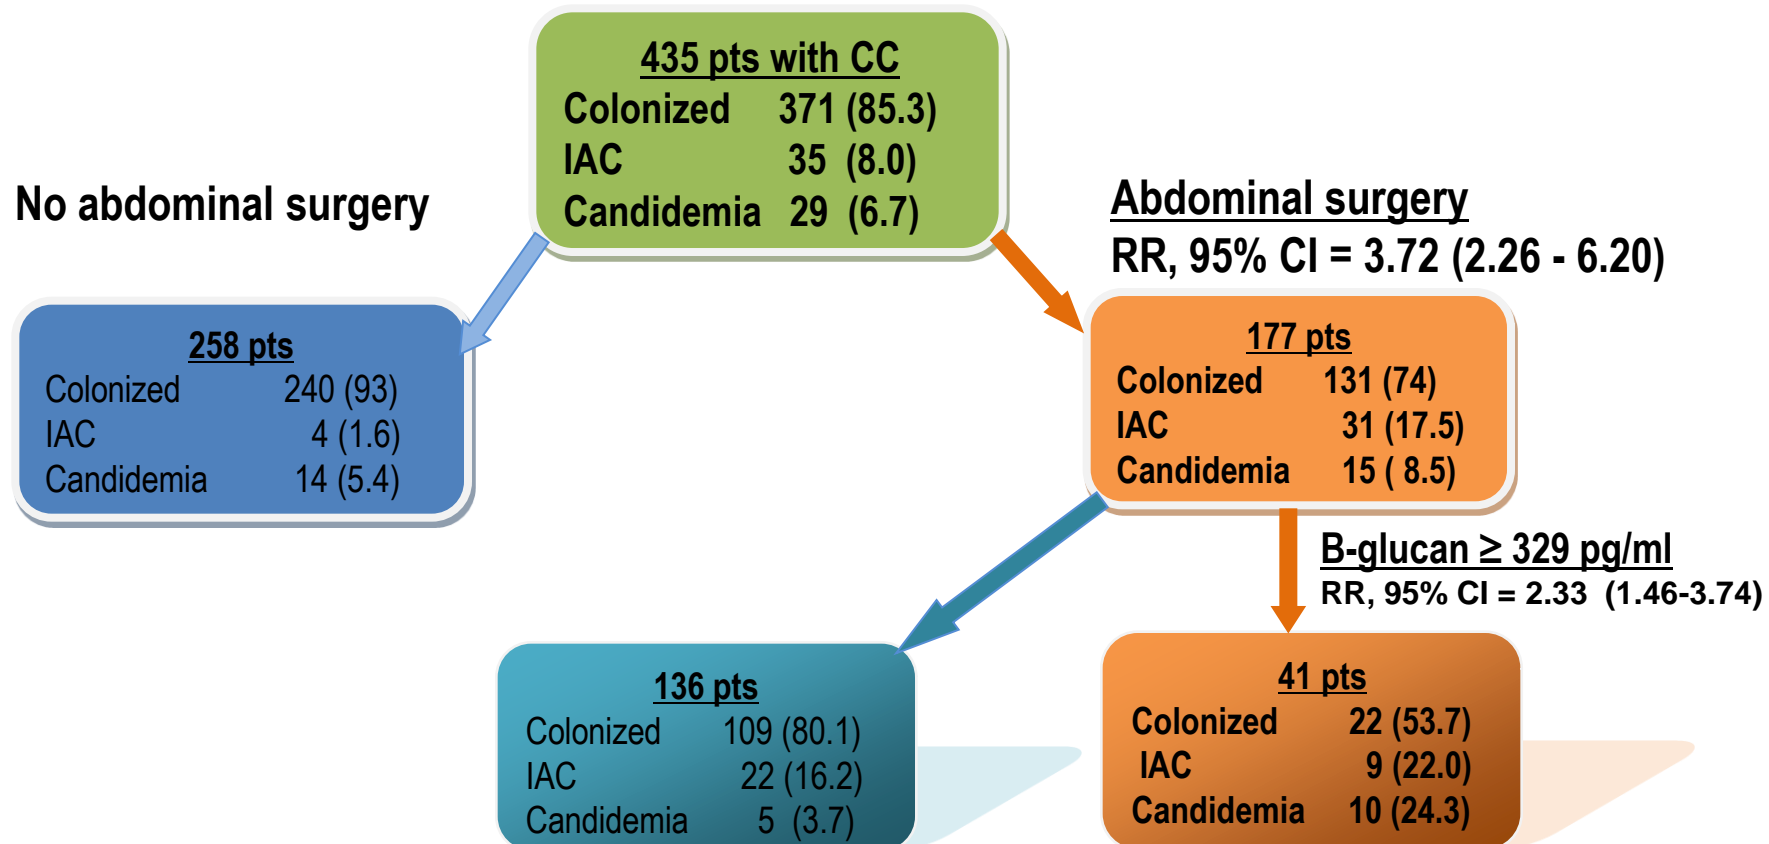 435 pts with CC
Colonized 371 (85.3)
IAC 35 (8.0)
Candidemia 29 (6.7)
No abdominal surgery
Abdominal surgery
RR, 95% CI = 3.72 (2.26 - 6.20)
258 pts
Colonized 240 (93)
IAC 4 (1.6)
Candidemia 14 (5.4)
177 pts
Colonized 131 (74)
IAC 31 (17.5)
Candidemia 15 ( 8.5)
B-glucan ≥ 329 pg/ml
RR, 95% CI = 2.33 (1.46-3.74)
136 pts
Colonized 109 (80.1)
IAC 22 (16.2)
Candidemia 5 (3.7)
41 pts
Colonized 22 (53.7)
IAC 9 (22.0)
Candidemia 10 (24.3)